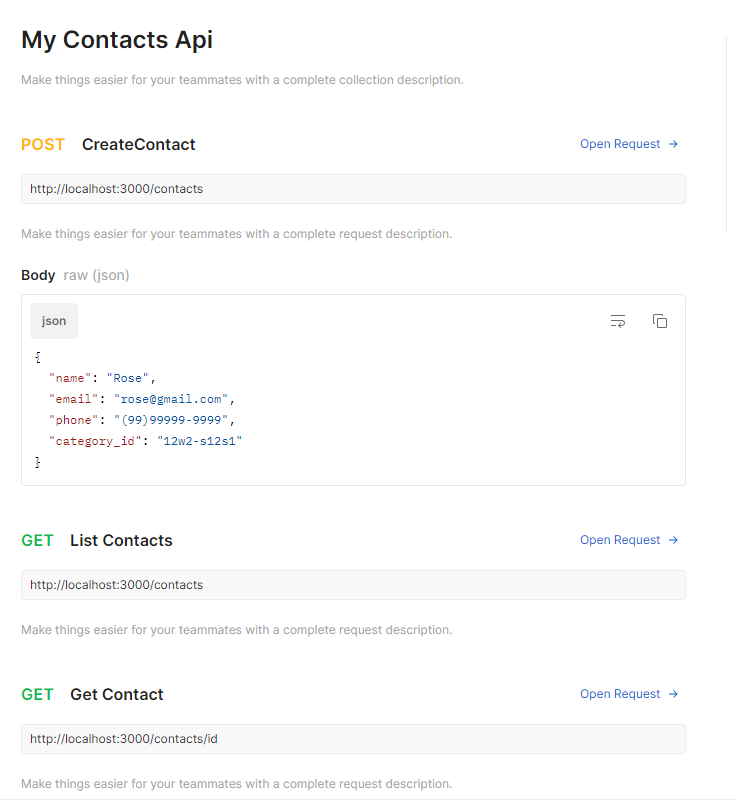 My Contacts Api
Make things easier for your teammates with a complete collection description.
POST CreateContact Open Request →
http://localhost:3000/contacts
Make things easier for your teammates with a complete request description.
Body raw (json)
json
{
"name": "Rose",
"email": "rose@gmail.com",
"phone": "(99)99999-9999",
"category_id": "12w2-s12s1"
}
GET List Contacts Open Request →
http://localhost:3000/contacts
Make things easier for your teammates with a complete request description.
GET Get Contact Open Request →
http://localhost:3000/contacts/id
Make things easier for your teammates with a complete request description.